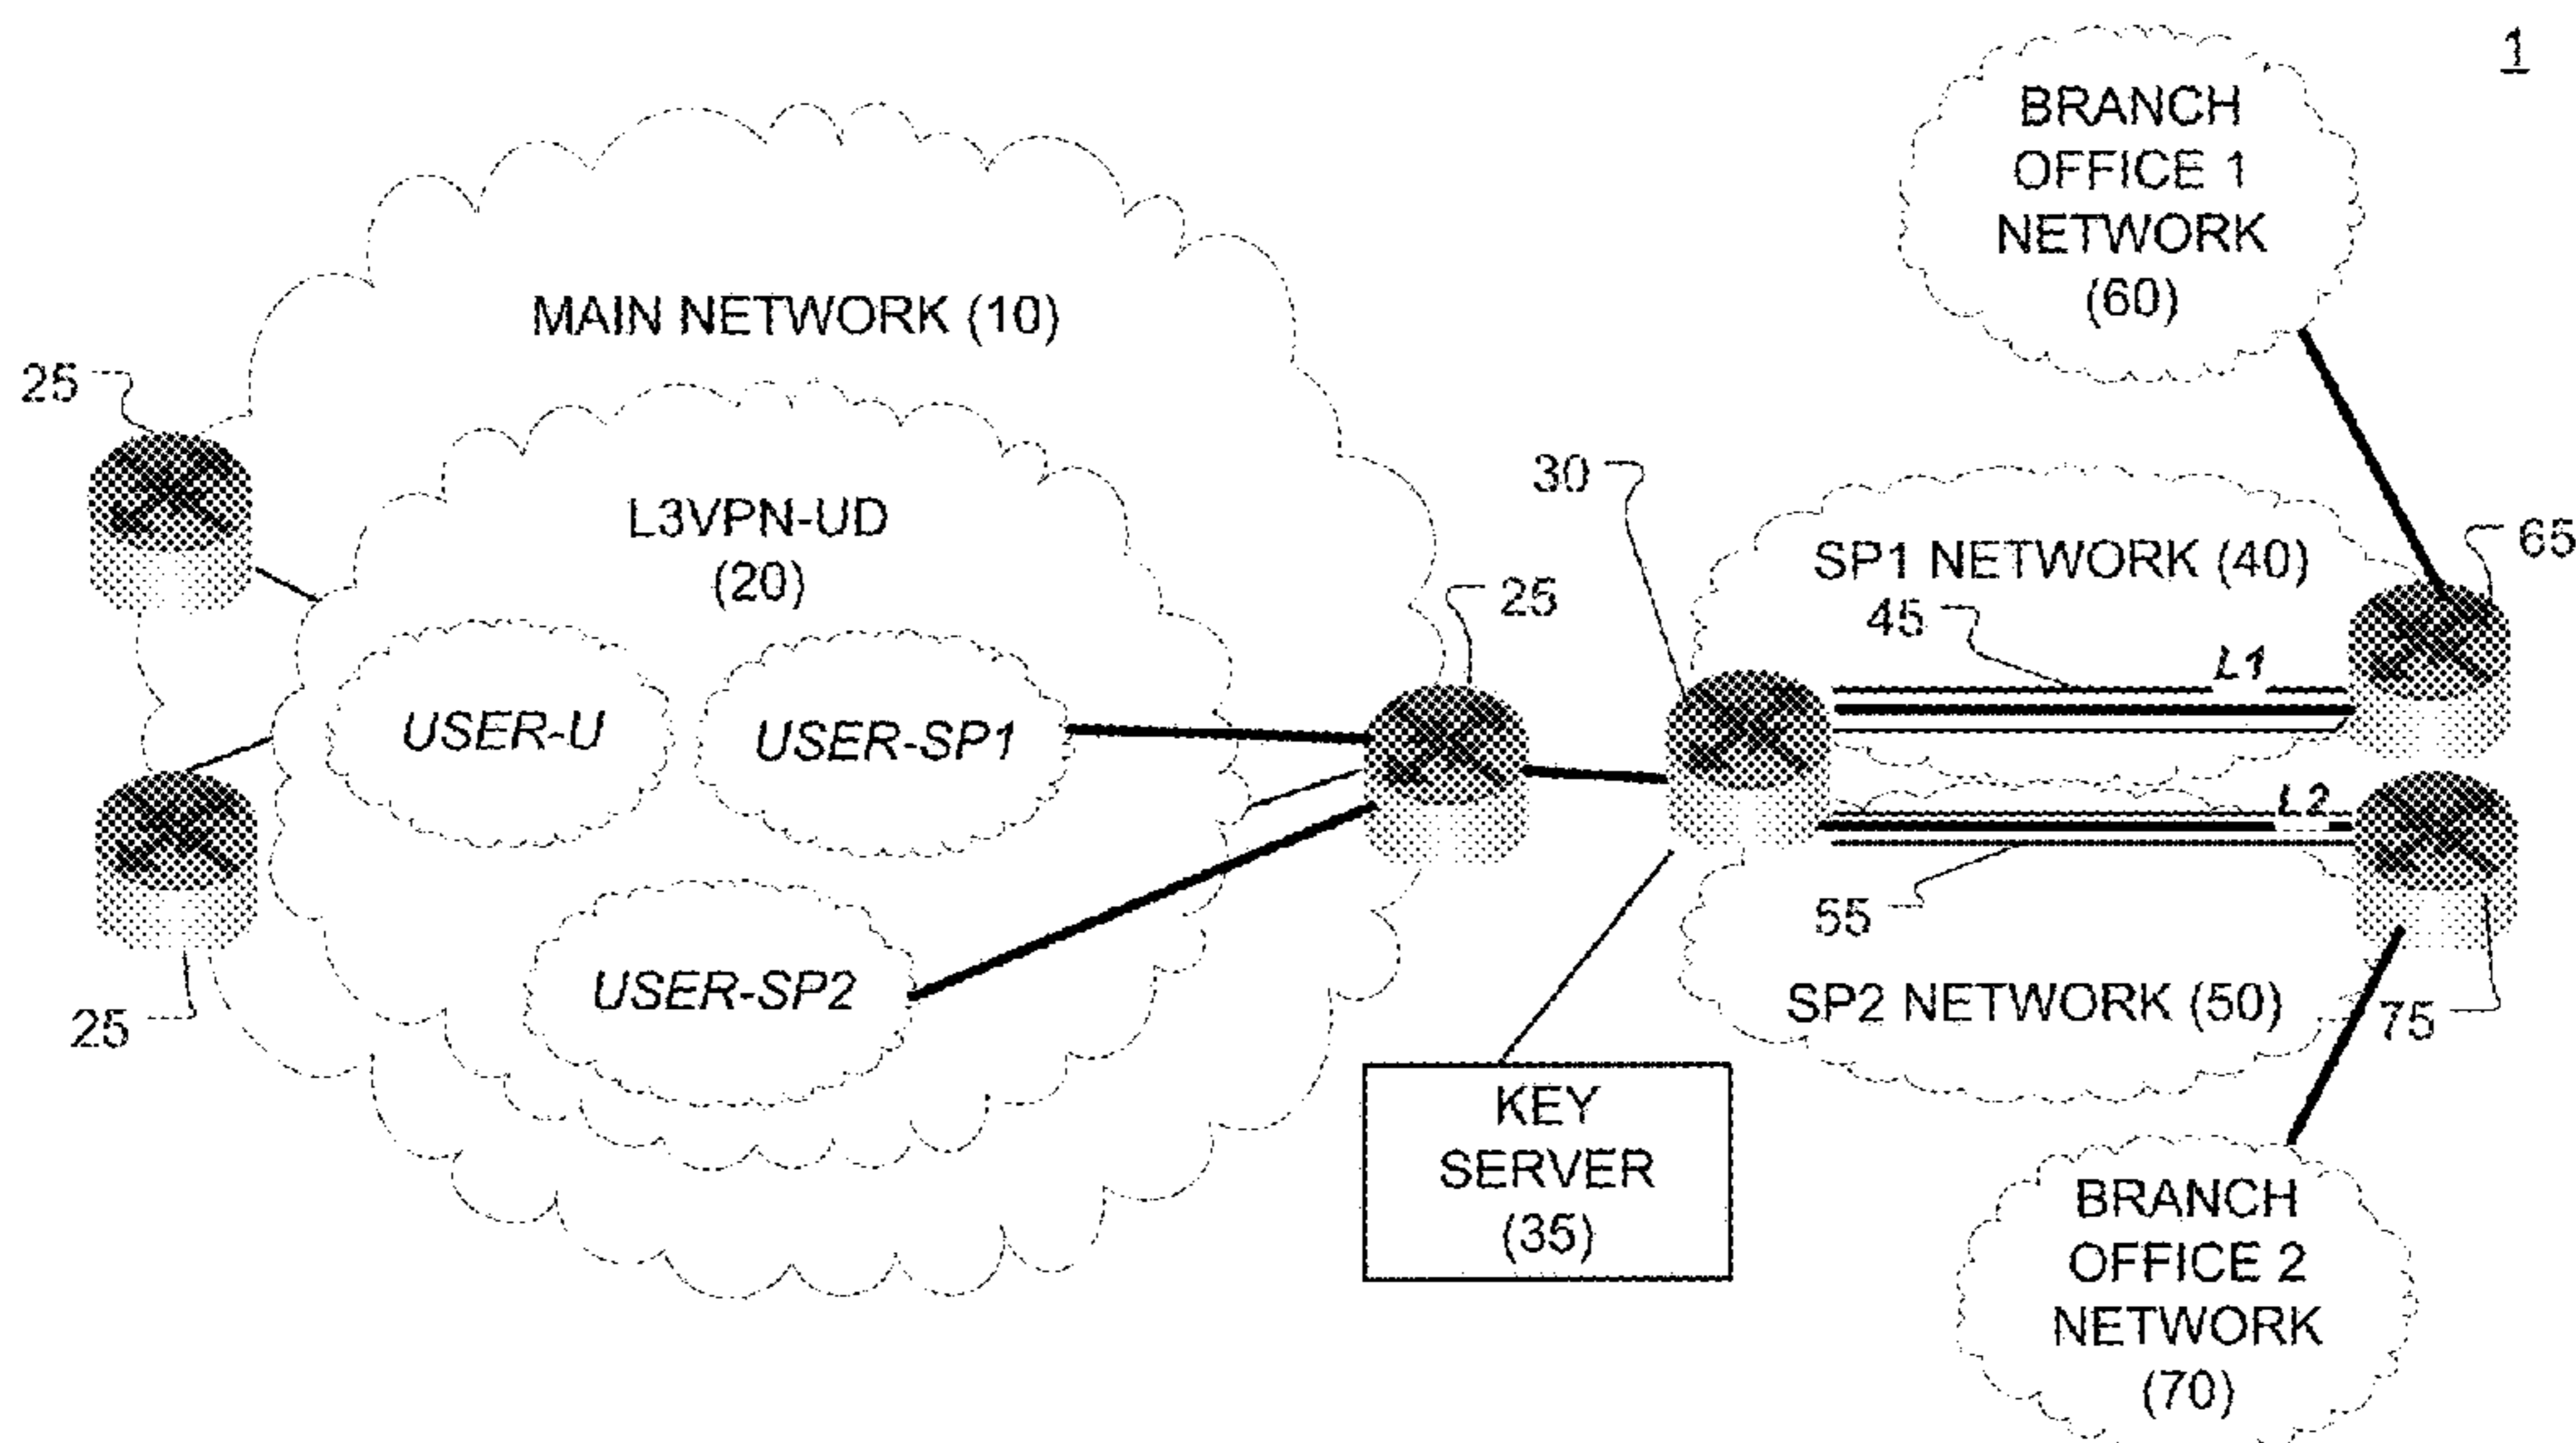 1
BRANCH
OFFICE 1
NETWORK
(60)
MAIN NETWORK (10)
25
L3VPN-UD
(20)
30
SP1 NETWORK (40)
65
25
45
L1
USER-U
USER-SP1
L2
55
USER-SP2
SP2 NETWORK (50)
75
25
KEY
SERVER
(35)
BRANCH
OFFICE 2
NETWORK
(70)